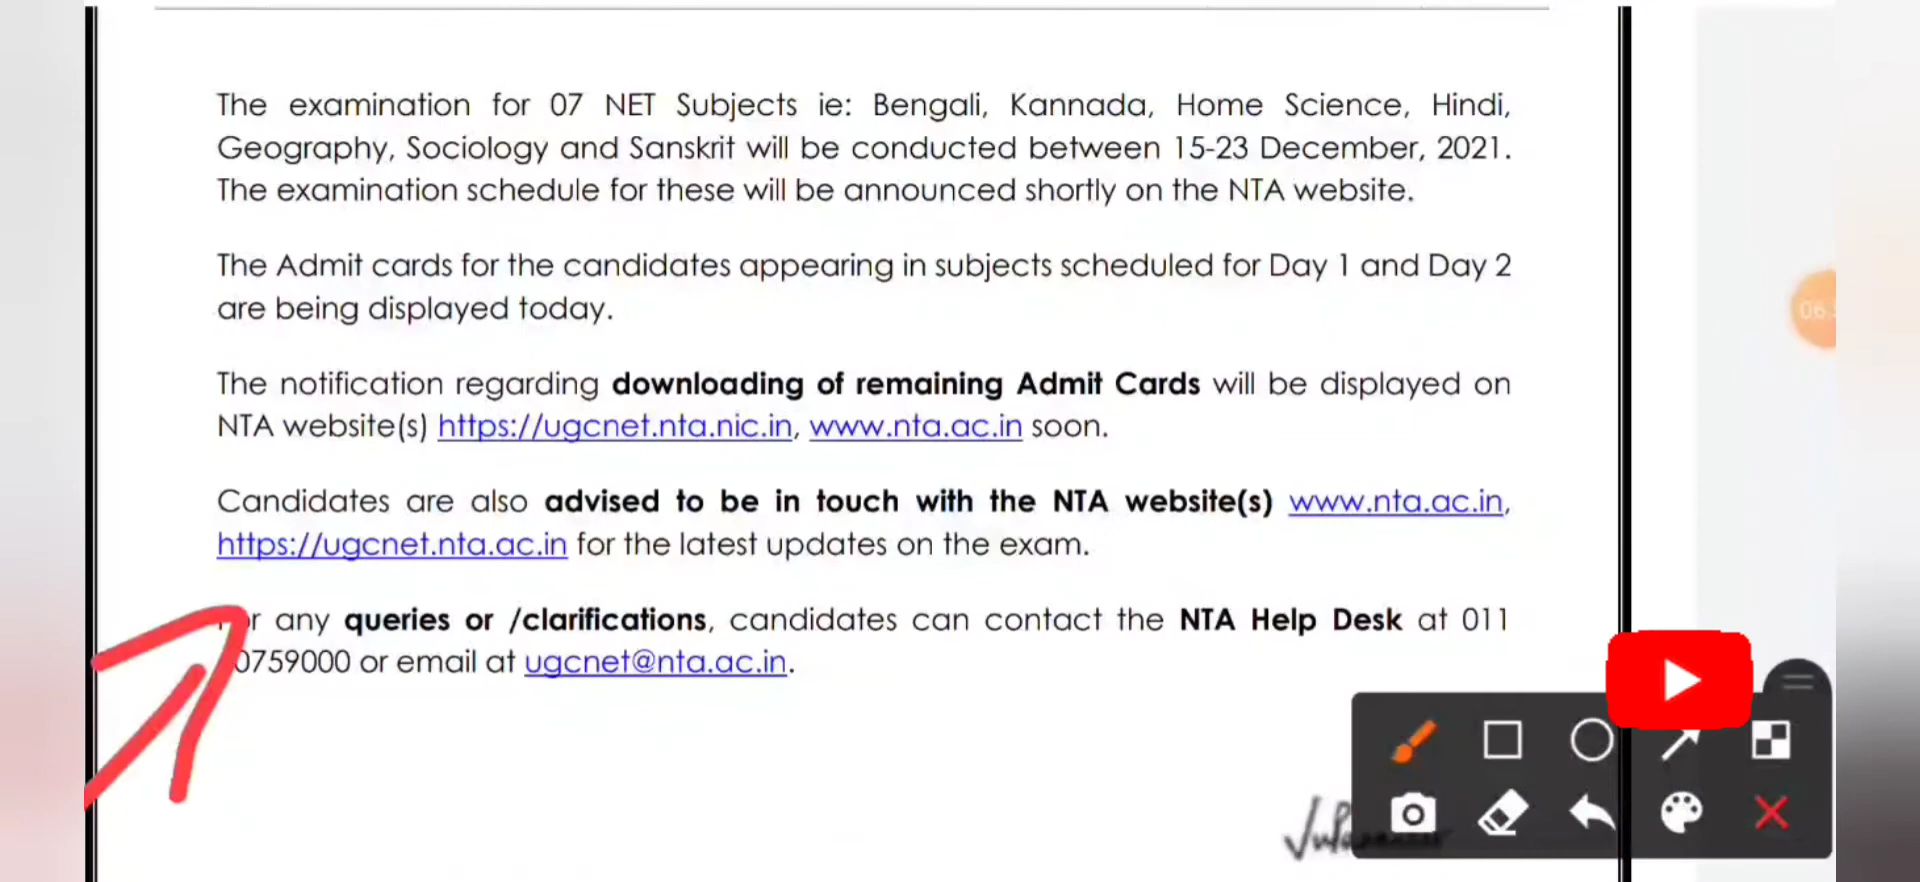 The examination for 07 NET Subjects ie: Bengali, Kannada, Home Science, Hindi,
Geography, Sociology and Sanskrit will be conducted between 15-23 December, 2021.
The examination schedule for these will be announced shortly on the NTA website.
The Admit cards for the candidates appearing in subjects scheduled for Day 1 and Day 2
are being displayed today.
The notification regarding downloading of remaining Admit Cards will be displayed on
NTA website(s) https://ugcnet.nta.nic.in, www.nta.ac.in soon.
Candidates are also advised to be in touch with the NTA website(s) www.nta.ac.in,
https://ugcnet.nta.ac.in for the latest updates on the exam.
any queries or /clarifications, candidates can contact the NTA Help Desk at 011
0759000 or email at ugcnet@nta.ac.in.